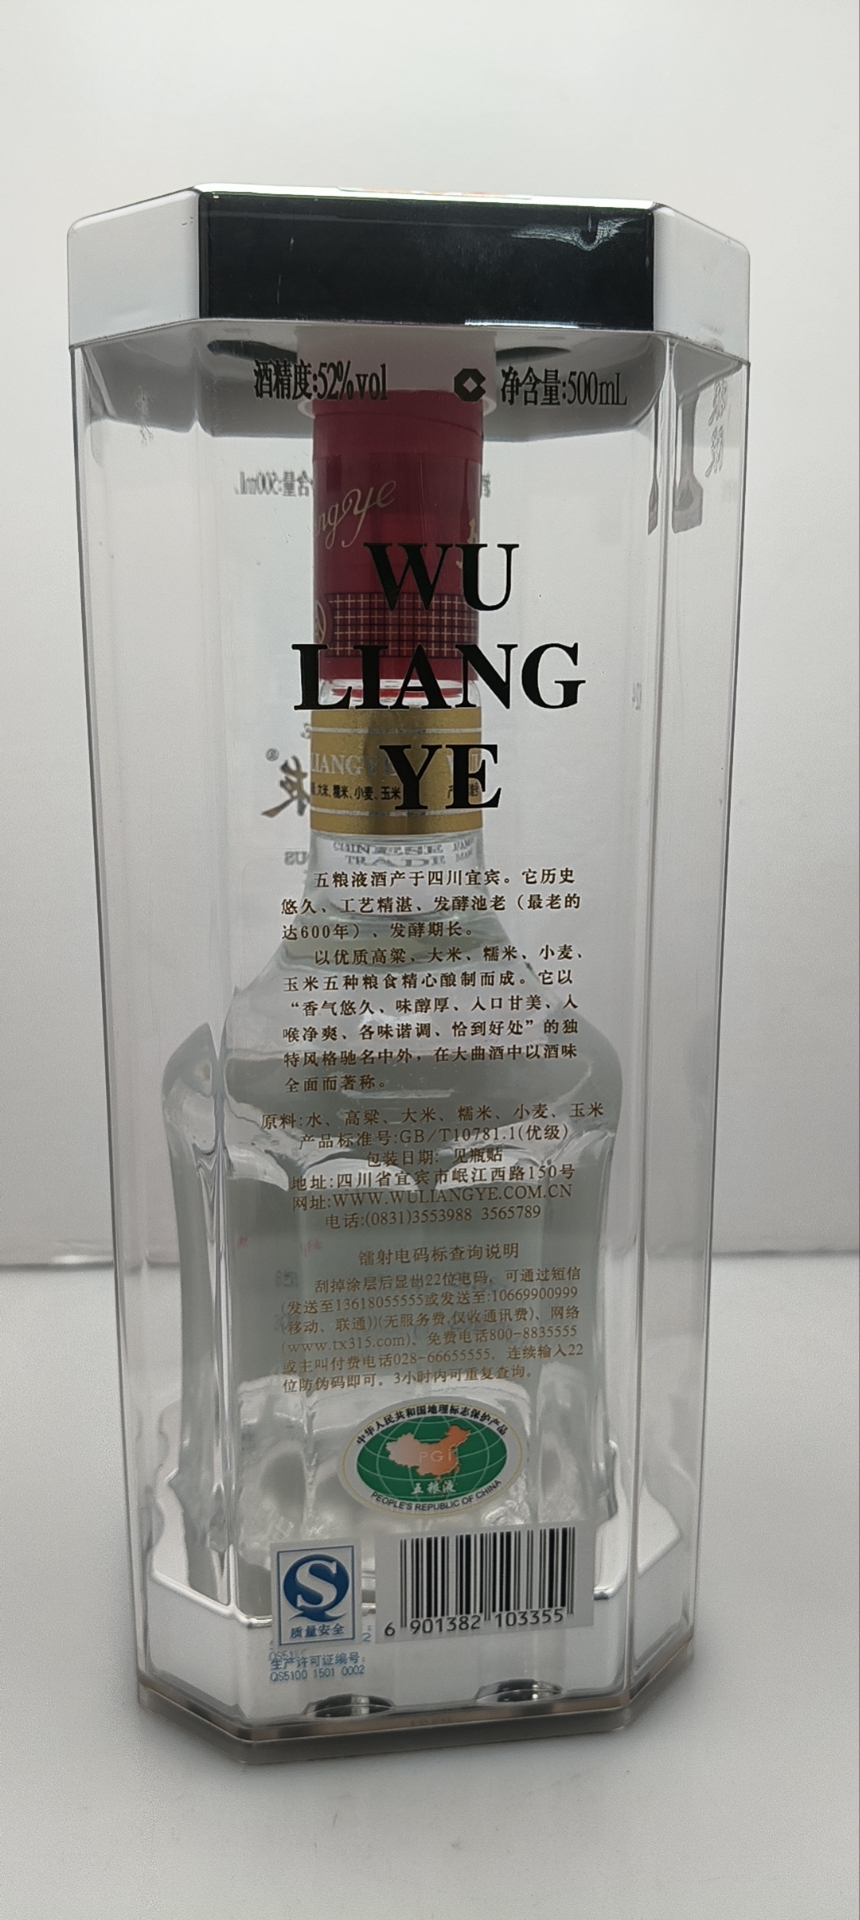 酒精度:52%vol 净含量:500mL
ngYe
WU
LIANG
YE
大米、糯米、小麦、玉米
五粮液酒产于四川宜宾。它历史
悠久、工艺精湛、发酵池老（最老的
达600年）、发酵期长。
以优质高粱、大米、糯米、小麦、
玉米五种粮食精心酿制而成。它以
“香气悠久、味醇厚、入口甘美、入
喉净爽、各味谐调、恰到好处”的独
特风格驰名中外，在大曲酒中以酒味
全面而著称。
原料:水、高粱、大米、糯米、小麦、玉米
产品标准号:GB/T10781.1(优级)
包装日期: 见瓶贴
地址:四川省宜宾市岷江西路150号
网址:WWW.WULIANGYE.COM.CN
电话:(0831)3553988 3565789
镭射电码标查询说明
刮掉涂层后显出22位电码，可通过短信
(发送至13618055555或发送至:10669900999
移动、联通))(无服务费,仅收通讯费)、网络
(www.tx315.com)、免费电话800-8835555
或主叫付费电话028-66655555，连续输入22
位防伪码即可。3小时内可重复查询。
中华人民共和国地理标志保护产品
PGI
五粮液
PEOPLE'S REPUBLIC OF CHINA
质量安全
生产许可证编号:
QS5100 1501 0002
6 901382 103355